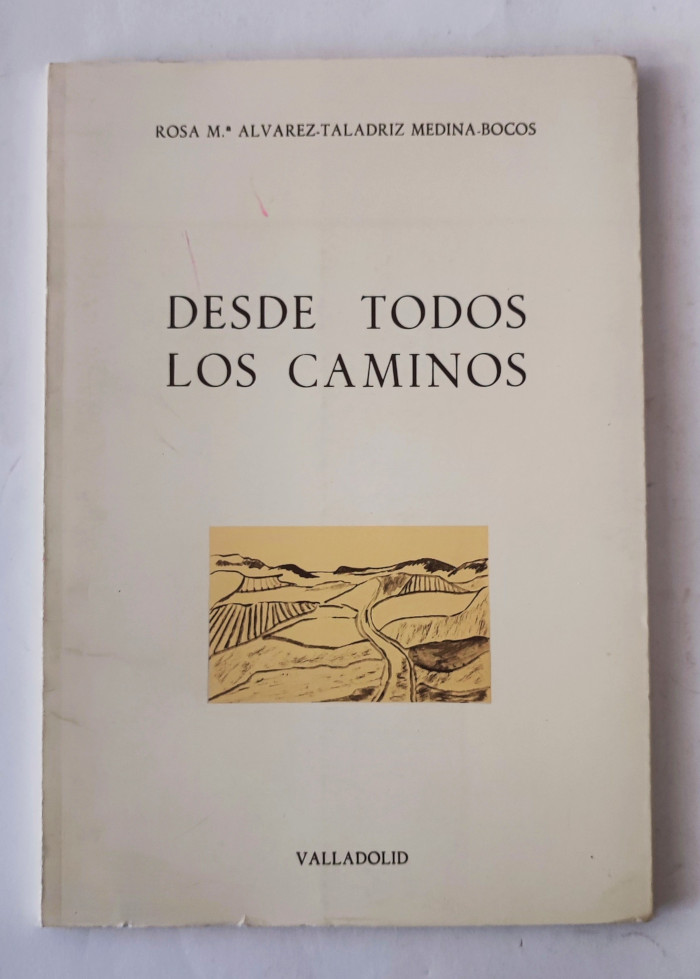 ROSA M.ª ALVAREZ-TALADRIZ MEDINA-BOCOS
DESDE TODOS
LOS CAMINOS
VALLADOLID